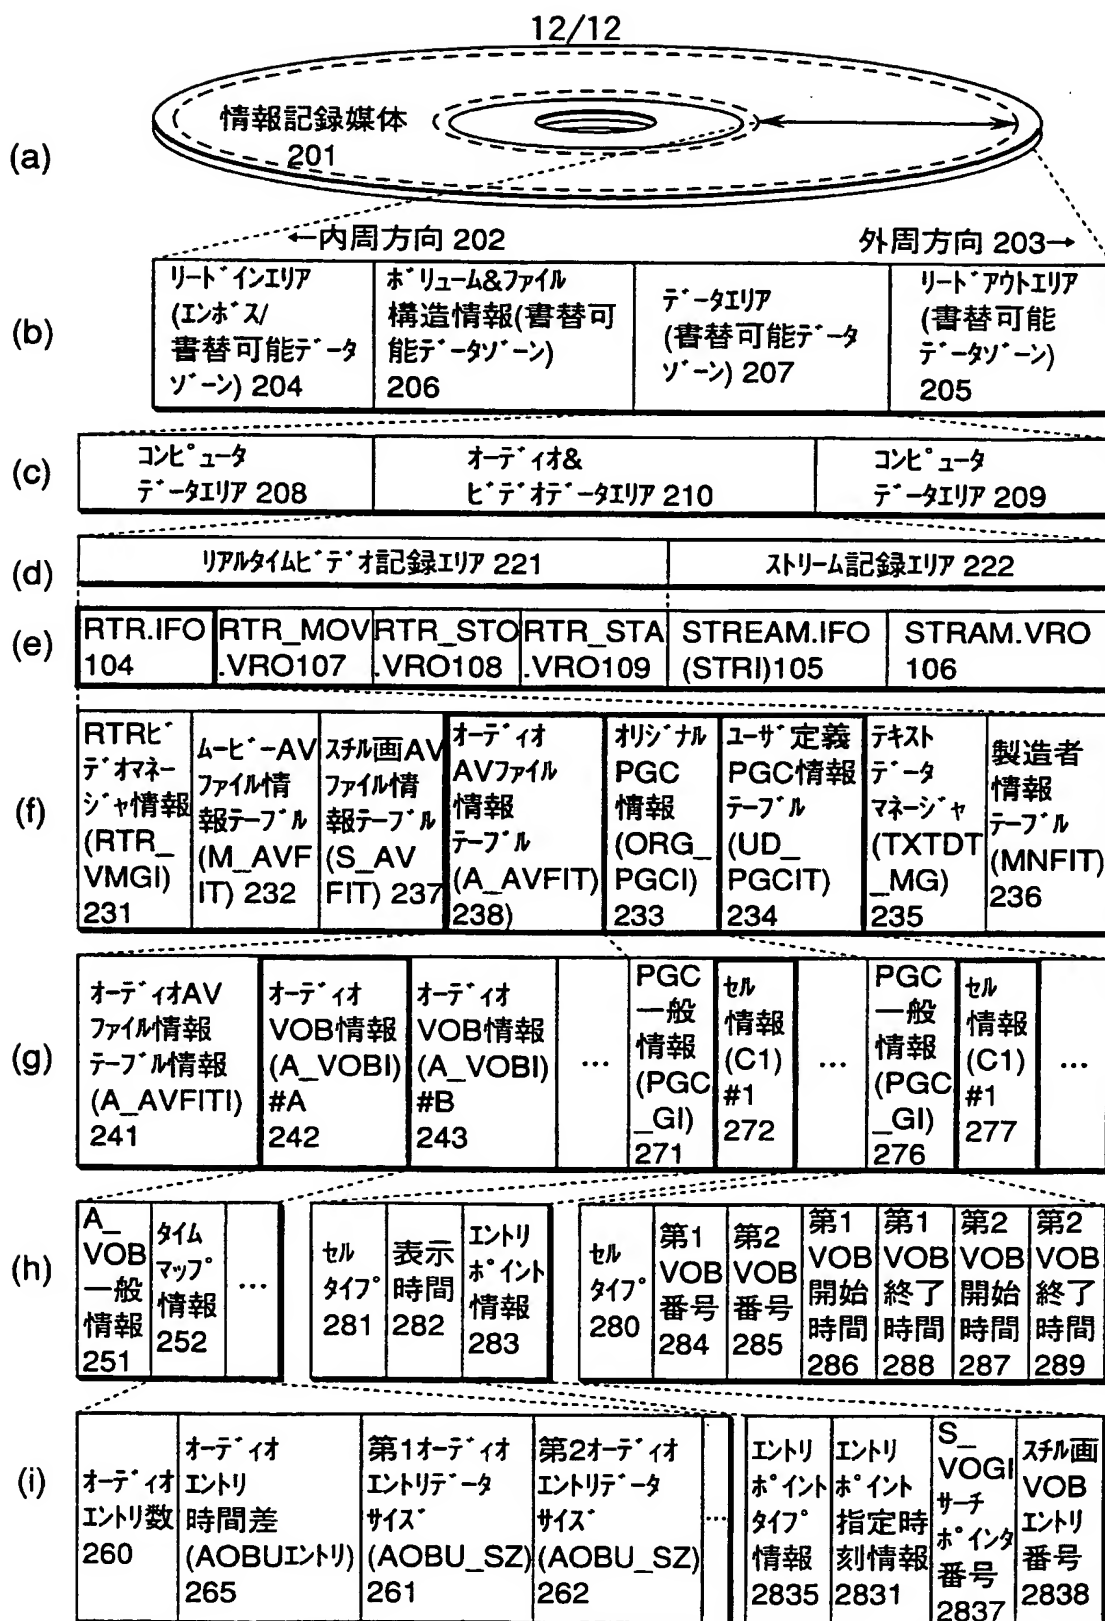 12/12
(a)
情報記録媒体
201
←内周方向 202
外周方向 203→
(b)
リードインエリア
(エンボス/
書替可能データ
ゾーン) 204
ボリューム&ファイル
構造情報(書替可
能データゾーン)
206
データエリア
(書替可能データ
ゾーン) 207
リードアウトエリア
(書替可能
データゾーン)
205
(c)
コンピュータ
データエリア 208
オーディオ&
ビデオデータエリア 210
コンピュータ
データエリア 209
(d)
リアルタイムビデオ記録エリア 221
ストリーム記録エリア 222
(e)
RTR.IFO
104
RTR_MOV
.VRO107
RTR_STO
.VRO108
RTR_STA
.VRO109
STREAM.IFO
(STRI)105
STRAM.VRO
106
(f)
RTRビ
デオマネー
ジャ情報
(RTR_
VMGI)
231
ムービーAV
ファイル情
報テーブル
(M_AVF
IT) 232
スチル画AV
ファイル情
報テーブル
(S_AV
FIT) 237
オーディオ
AVファイル
情報
テーブル
(A_AVFIT)
238)
オリジナル
PGC
情報
(ORG_
PGCI)
233
ユーザ定義
PGC情報
テーブル
(UD_
PGCIT)
234
テキスト
データ
マネージャ
(TXTDT
_MG)
235
製造者
情報
テーブル
(MNFIT)
236
(g)
オーディオAV
ファイル情報
テーブル情報
(A_AVFITI)
241
オーディオ
VOB情報
(A_VOBI)
#A
242
オーディオ
VOB情報
(A_VOBI)
#B
243
…
PGC
一般
情報
(PGC
_GI)
271
セル
情報
(C1)
#1
272
…
PGC
一般
情報
(PGC
_GI)
276
セル
情報
(C1)
#1
277
…
(h)
A_
VOB
一般
情報
251
タイム
マップ
情報
252
…
セル
タイプ
281
表示
時間
282
エントリ
ポイント
情報
283
セル
タイプ
280
第1
VOB
番号
284
第2
VOB
番号
285
第1
VOB
開始
時間
286
第1
VOB
終了
時間
288
第2
VOB
開始
時間
287
第2
VOB
終了
時間
289
(i)
オーディオ
エントリ数
260
オーディオ
エントリ
時間差
(AOBUエントリ)
265
第1オーディオ
エントリデータ
サイズ
(AOBU_SZ)
261
第2オーディオ
エントリデータ
サイズ
(AOBU_SZ)
262
…
エントリ
ポイント
タイプ
情報
2835
エントリ
ポイント
指定時
刻情報
2831
S_
VOGI
サーチ
ポインタ
番号
2837
スチル画
VOB
エントリ
番号
2838